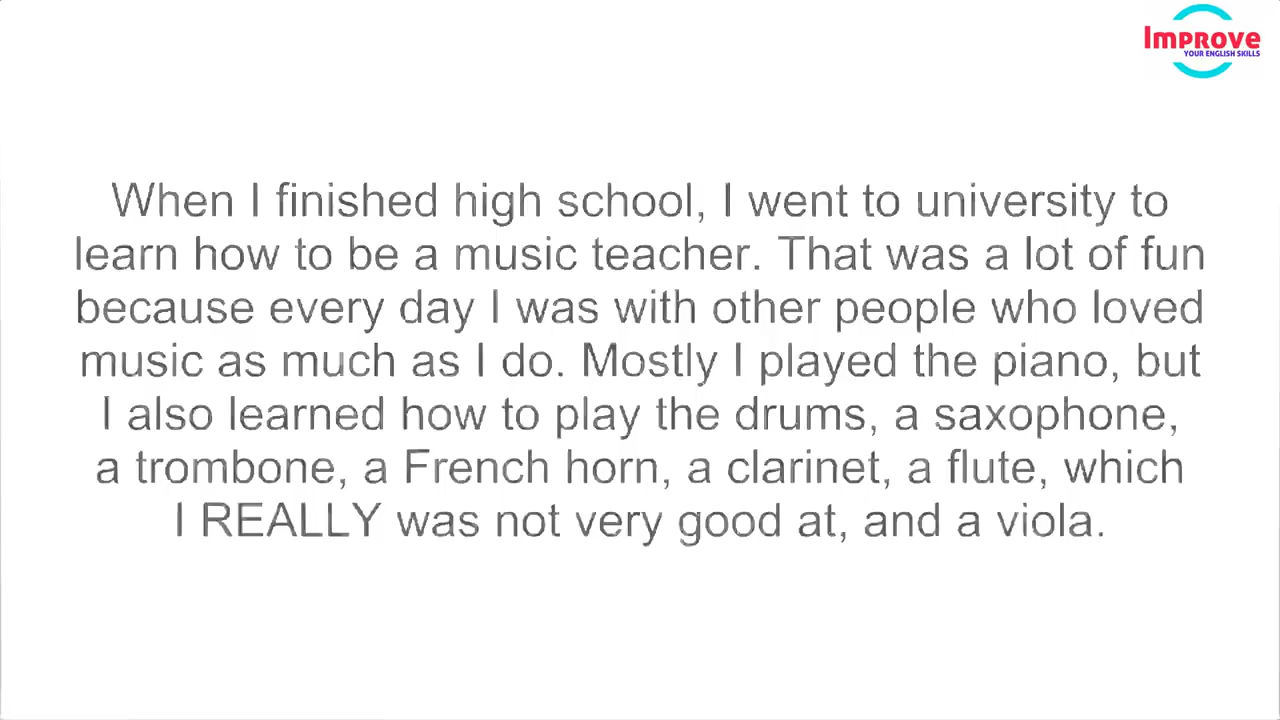 Improve
YOUR ENGLISH SKILLS
When I finished high school, I went to university to
learn how to be a music teacher. That was a lot of fun
because every day I was with other people who loved
music as much as I do. Mostly I played the piano, but
I also learned how to play the drums, a saxophone,
a trombone, a French horn, a clarinet, a flute, which
I REALLY was not very good at, and a viola.